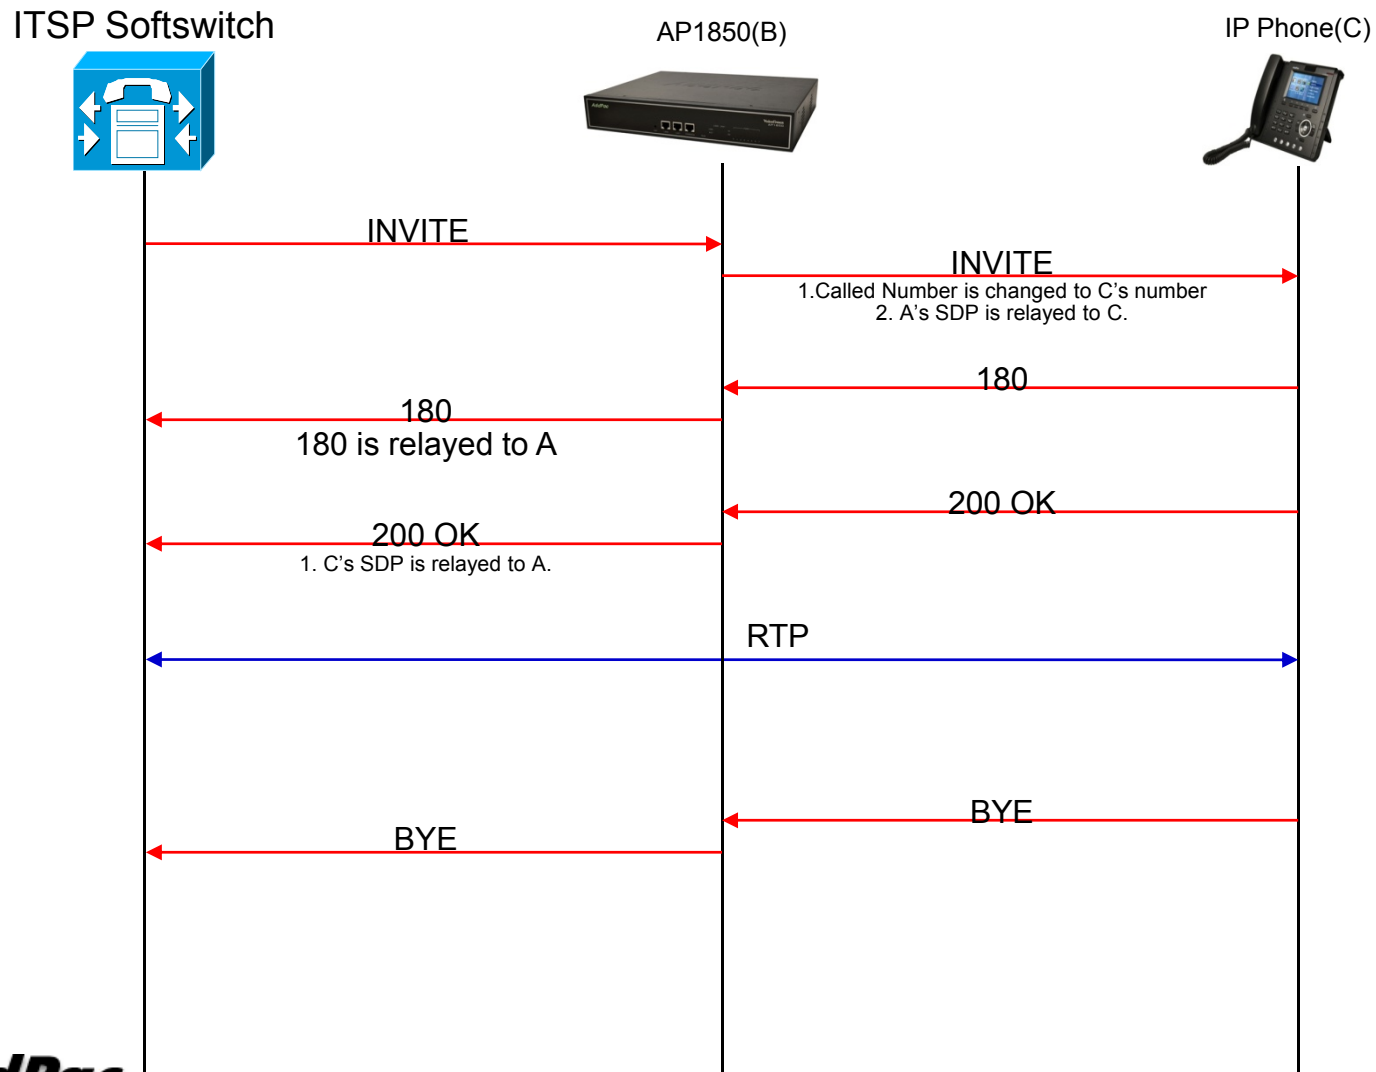 ITSP Softswitch
AP1850(B)
IP Phone(C)
INVITE
INVITE
1.Called Number is changed to C's number
2. A's SDP is relayed to C.
180
180
180 is relayed to A
200 OK
200 OK
1. C's SDP is relayed to A.
RTP
BYE
BYE